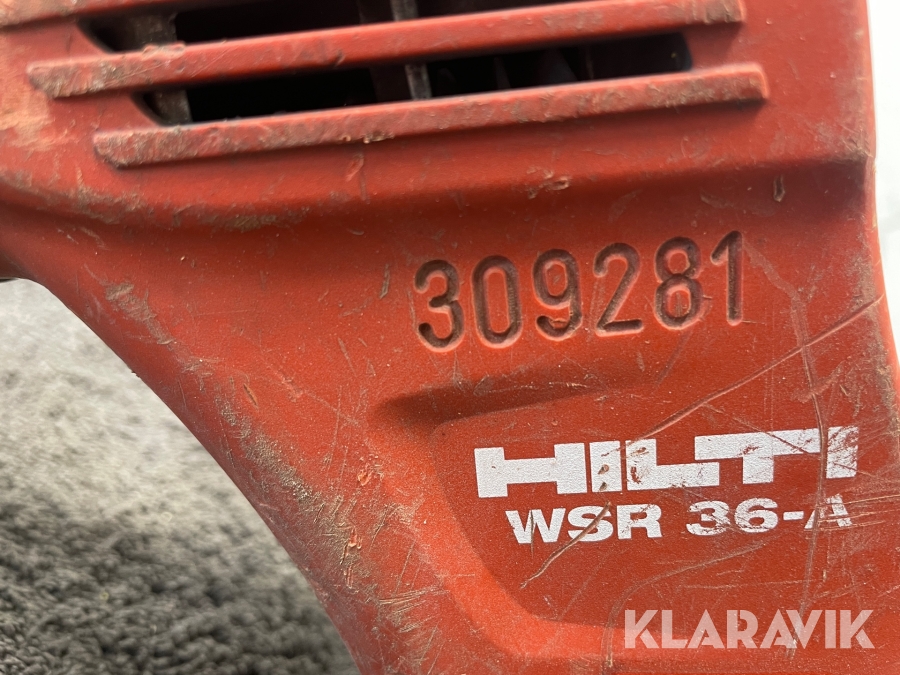 309281
HILTI
WSR 36-A
KLARAVIK